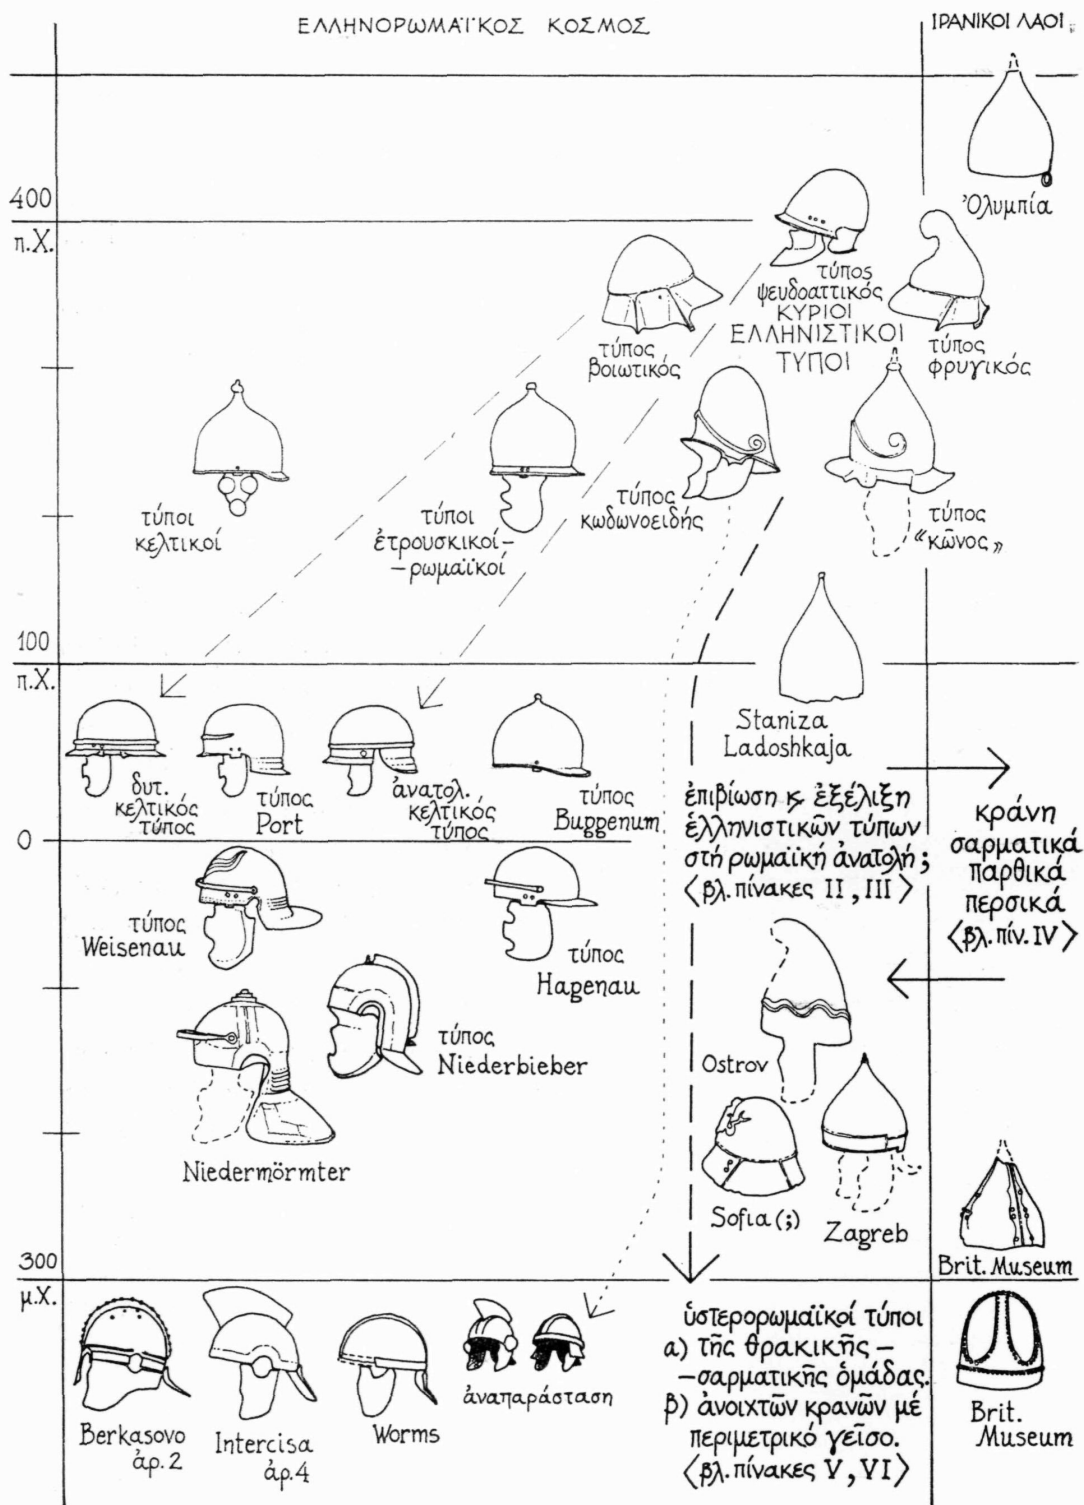 ΕΛΛΗΝΟΡΩΜΑΪΚΟΣ ΚΟΣΜΟΣ
ΙΡΑΝΙΚΟΙ ΛΑΟΙ
Ὀλυμπία
400
π.Χ.
τύπος
ψευδοαττικός
ΚΥΡΙΟΙ
ΕΛΛΗΝΙΣΤΙΚΟΙ
ΤΥΠΟΙ
τύπος
βοιωτικός
τύπος
φρυγικός
τύποι
κελτικοί
τύποι
ἐτρουσκικοί-
-ρωμαϊκοί
τύπος
κωδωνοειδής
τύπος
«κῶνος»
100
π.Χ.
Staniza
Ladoshkaja
δυτ.
κελτικός
τύπος
τύπος
Port
ἀνατολ.
κελτικός
τύπος
τύπος
Buggenum
ἐπιβίωση κ ἐξέλιξη
ἑλληνιστικῶν τύπων
στή ρωμαϊκή ἀνατολή;
<βλ. πίνακες II, III>
κράνη
σαρματικά
παρθικά
περσικά
<βλ. πίν. IV>
0
τύπος
Weisenau
τύπος
Hagenau
τύπος
Niederbieber
Niedermörmter
Ostrov
Sofia (;)
Zagreb
Brit. Museum
300
μ.Χ.
Berkasovo
ἀρ. 2
Intercisa
ἀρ. 4
Worms
ἀναπαράσταση
ὑστερορωμαϊκοί τύποι
α) τῆς θρακικῆς -
-σαρματικῆς ὁμάδας.
β) ἀνοιχτῶν κρανῶν μέ
περιμετρικό γεῖσο.
<βλ. πίνακες V, VI>
Brit.
Museum